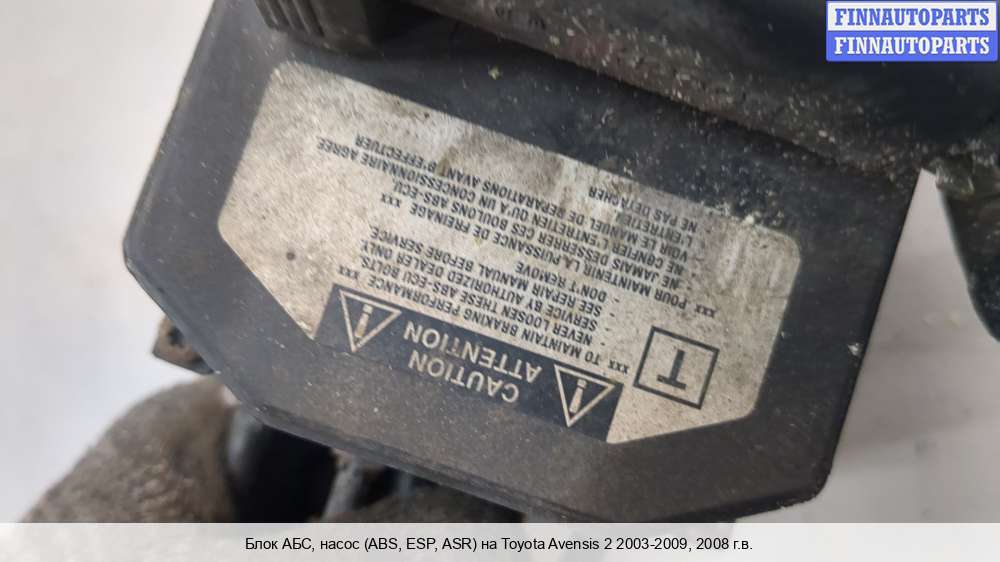 FINNAUTOPARTS
FINNAUTOPARTS
CAUTION
ATTENTION
xxx TO MAINTAIN BRAKING PERFORMANCE xxx
- NEVER LOOSEN THESE ABS-ECU BOLTS.
- SERVICE BY AUTHORIZED DEALER ONLY.
- SEE REPAIR MANUAL BEFORE SERVICE.
- DON'T REMOVE
xxx POUR MAINTENIR LA PUISSANCE DE FREINAGE xxx
- NE JAMAIS DESSERRER CES BOULONS ABS-ECU.
- NE CONFIER L'ENTRETIEN QU'A UN CONCESSIONNAIRE AGREE.
- VOIR LE MANUEL DE REPARATIONS AVANT D'EFFECTUER
L'ENTRETIEN.
- NE PAS DETACHER
T
Блок АБС, насос (ABS, ESP, ASR) на Toyota Avensis 2 2003-2009, 2008 г.в.